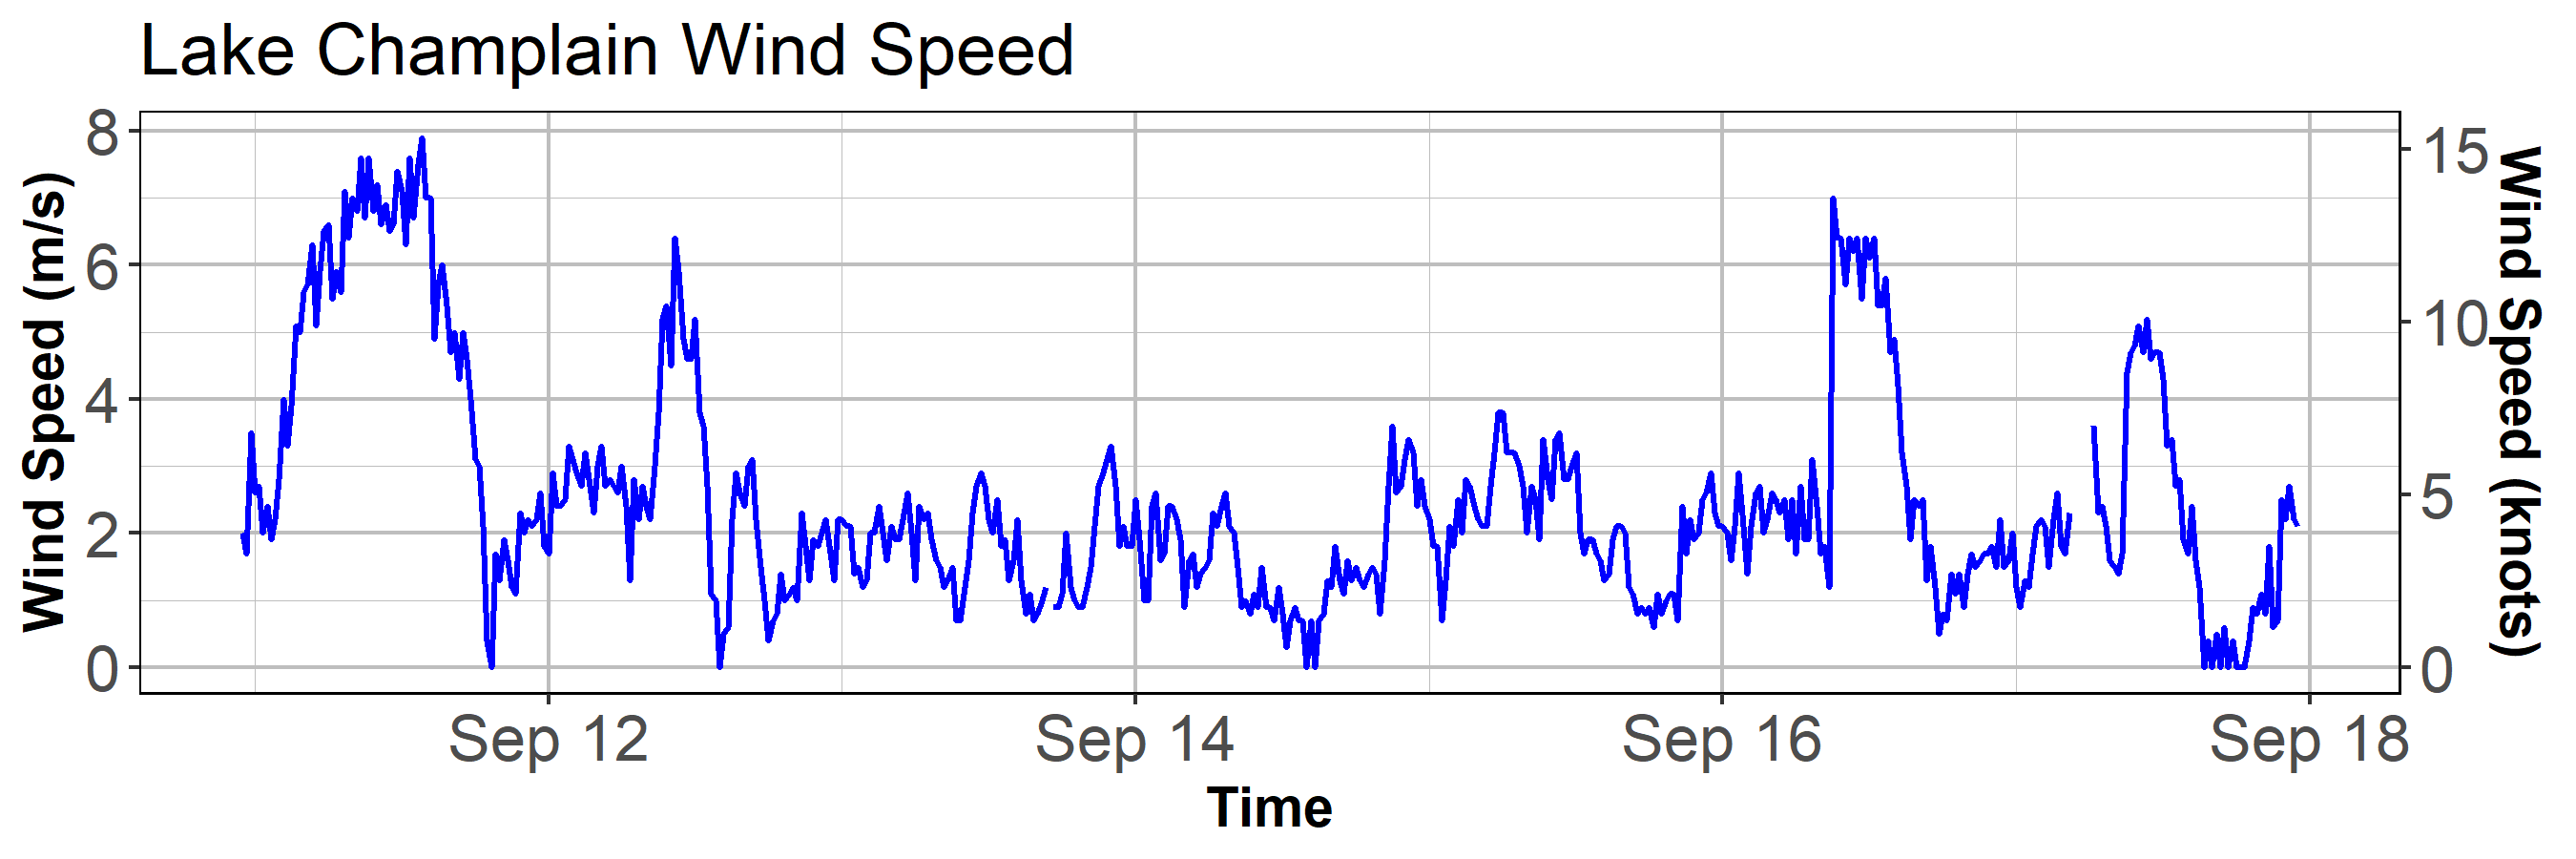 Lake Champlain Wind Speed
Wind Speed (m/s)
8
6
4
2
0
15
10
5
0
Wind Speed (knots)
Sep 12
Sep 14
Sep 16
Sep 18
Time